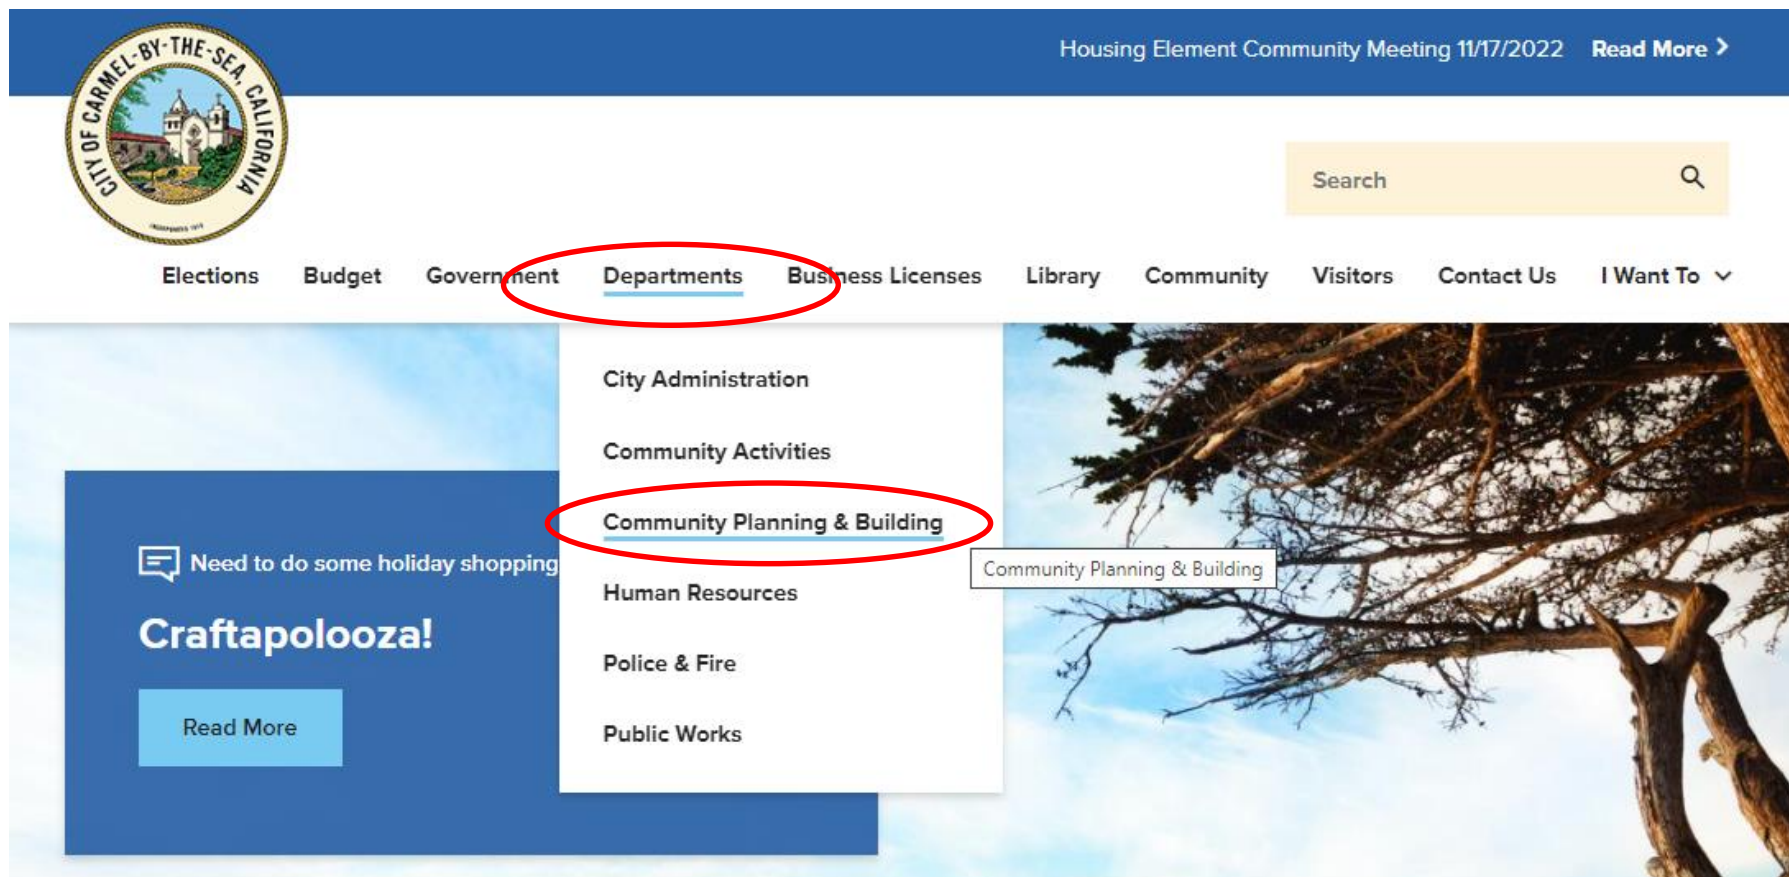 Housing Element Community Meeting 11/17/2022 Read More
CITY OF CARMEL-BY-THE-SEA, CALIFORNIA
Search
Elections Budget Government Departments Business Licenses Library Community Visitors Contact Us I Want To
City Administration
Community Activities
Community Planning & Building
Community Planning & Building
Human Resources
Police & Fire
Public Works
Need to do some holiday shopping
Craftapolooza!
Read More